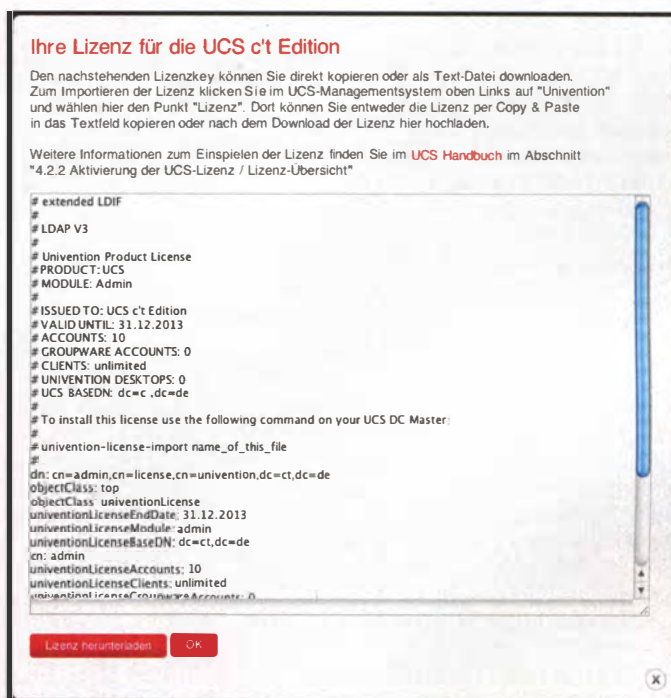 Ihre Lizenz für die UCS c't Edition
Den nachstehenden Lizenzkey können Sie direkt kopieren oder als Text-Datei downloaden.
Zum Importieren der Lizenz klicken Sie im UCS-Managementsystem oben Links auf "Univention"
und wählen hier den Punkt "Lizenz". Dort können Sie entweder die Lizenz per Copy & Paste
in das Textfeld kopieren oder nach dem Download der Lizenz hier hochladen.
Weitere Informationen zum Einspielen der Lizenz finden Sie im UCS Handbuch im Abschnitt
"4.2.2 Aktivierung der UCS-Lizenz / Lizenz-Übersicht"
# extended LDIF
#
# LDAP V3
#
# Univention Product License
#PRODUCT: UCS
# MODULE: Admin
#
# ISSUED TO: UCS c't Edition
# VALID UNTIL: 31.12.2013
# ACCOUNTS: 10
# GROUPWARE ACCOUNTS: 0
# CLIENTS: unlimited
# UNIVENTION DESKTOPS: 0
# UCS BASEDN: dc=c ,dc=de
#
# To install this license use the following command on your UCS DC Master:
#
# univention-license-import name_of_this_file
#
dn: cn=admin,cn=license,cn=univention,dc=ct,dc=de
objectClass: top
objectClass: univentionLicense
univentionLicenseEndDate: 31.12.2013
univentionLicenseModule: admin
univentionLicenseBaseDN: dc=ct,dc=de
cn: admin
univentionLicenseAccounts: 10
univentionLicenseClients: unlimited
univentionLicenseGroupwareAccounts: 0
Lizenz herunterladen
OK